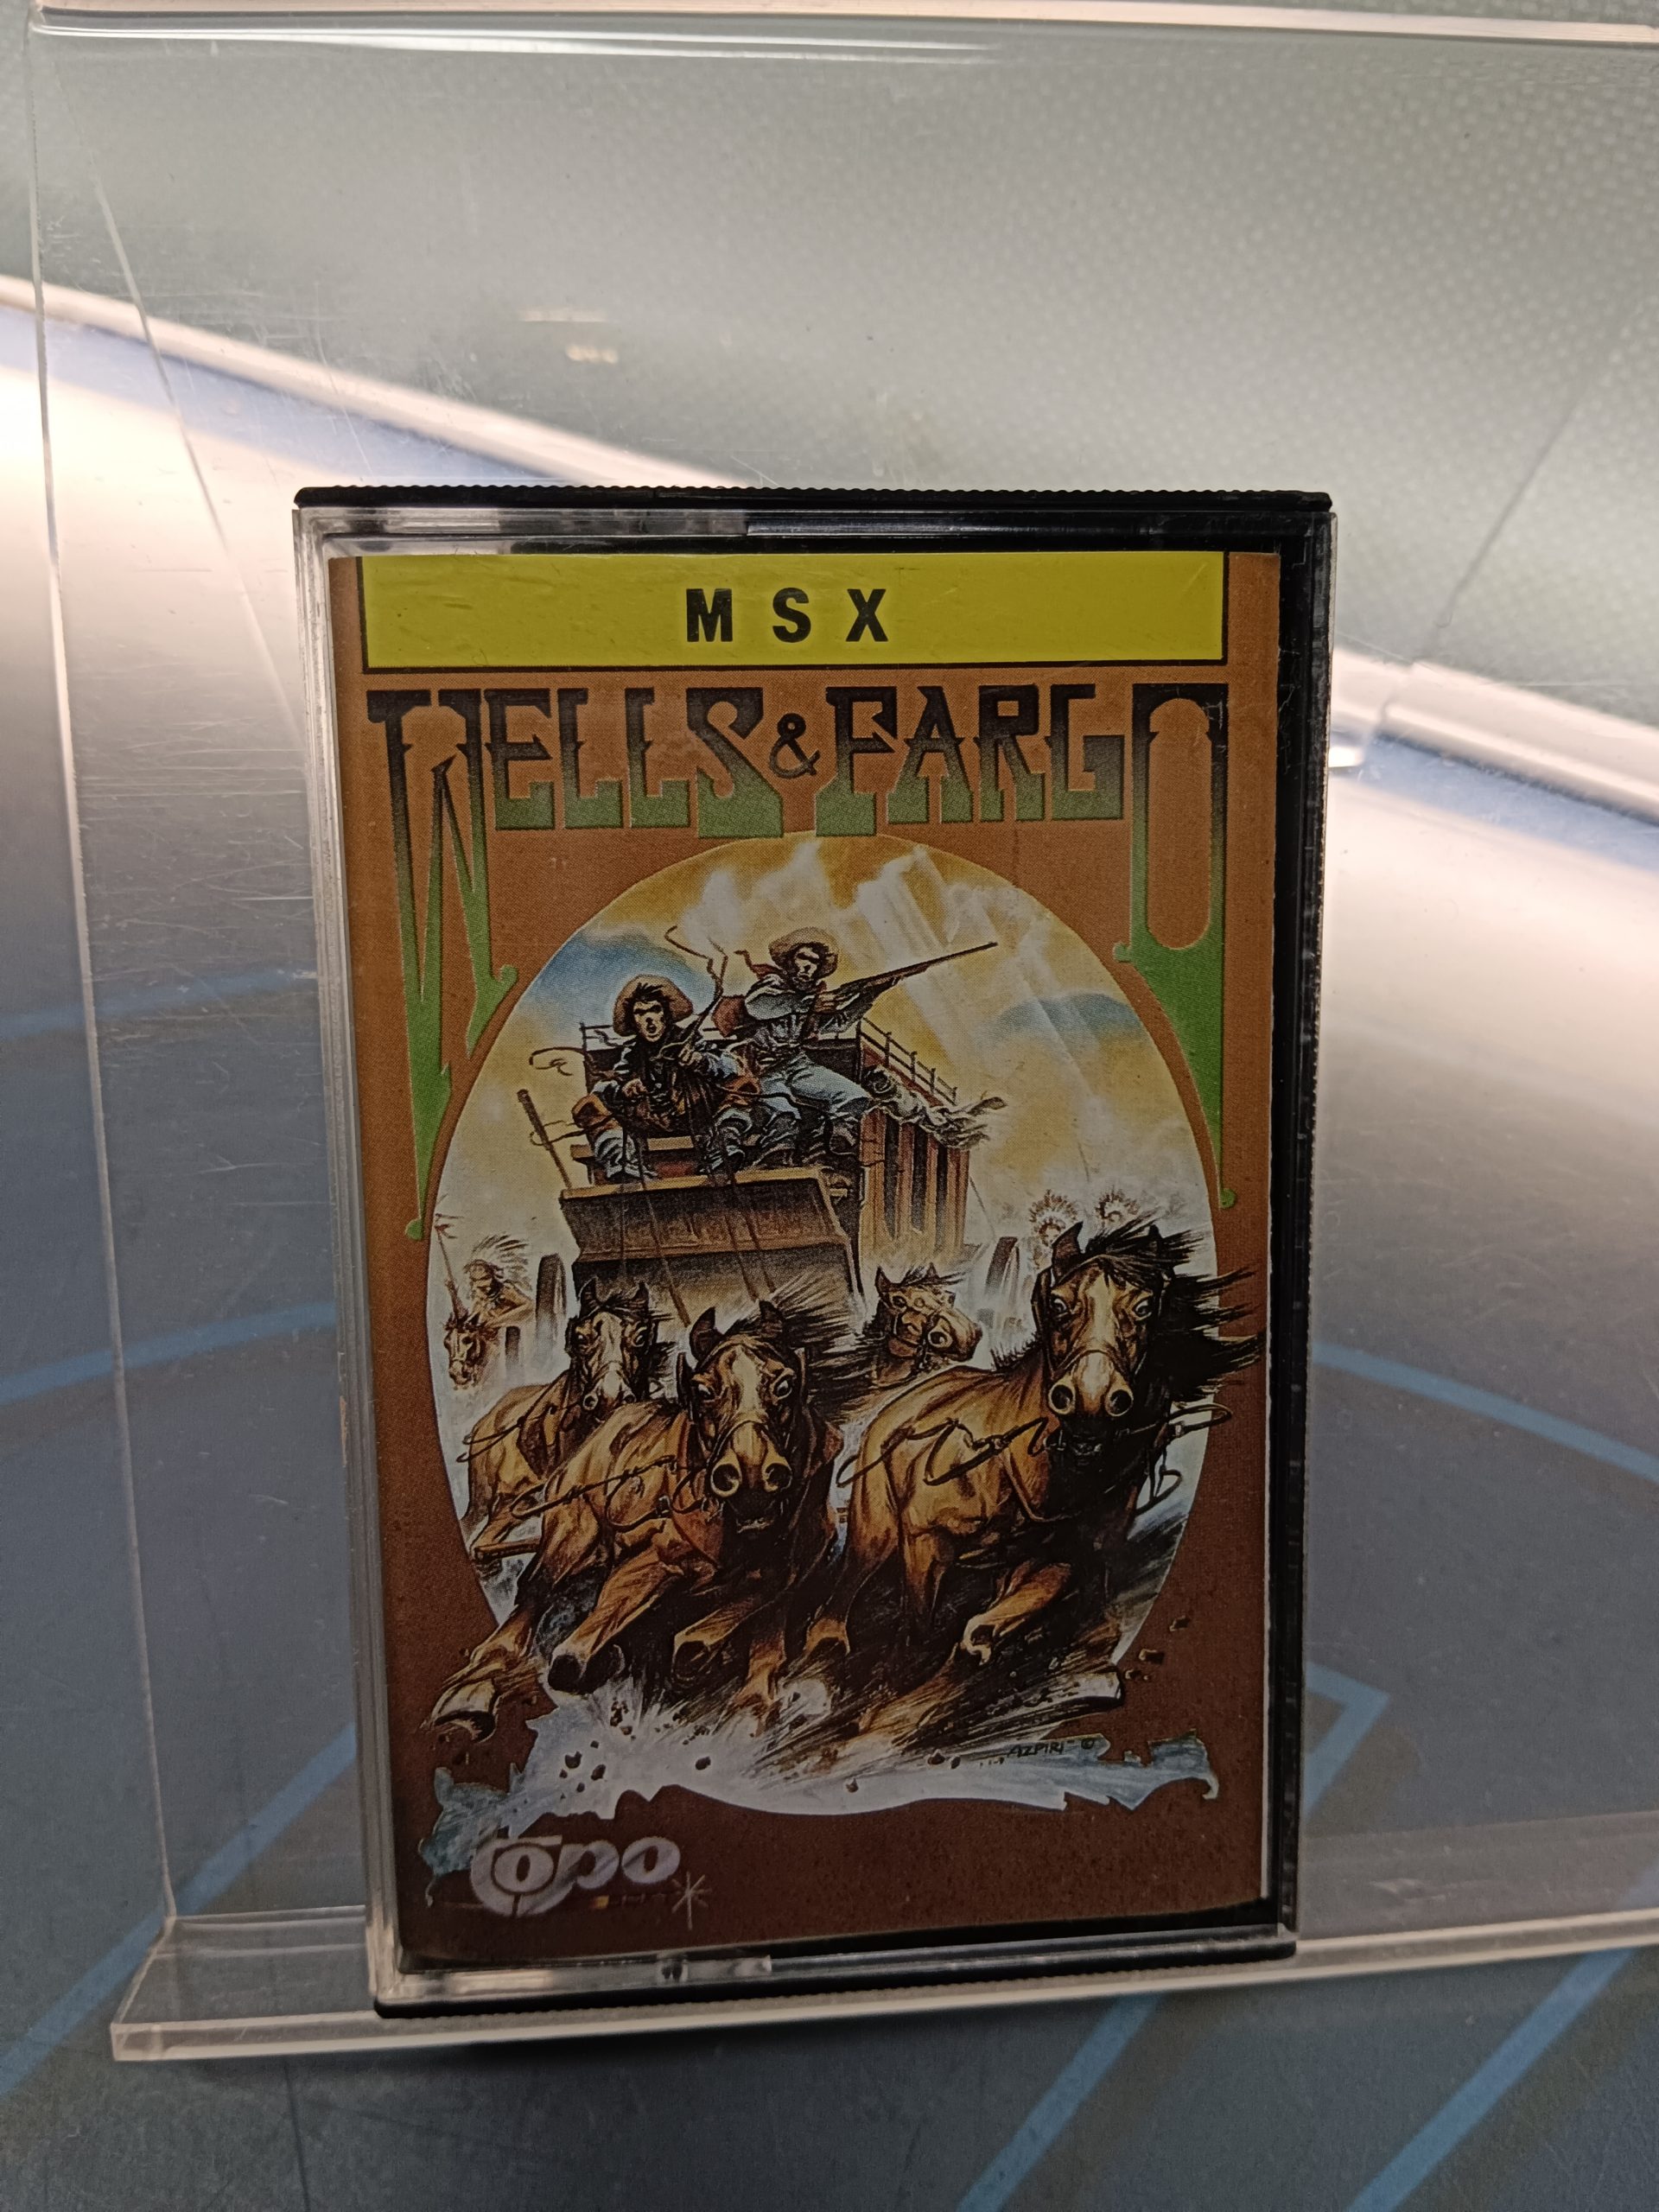 MSX
WELLS & FARGO
AZPIRI ©
Topo